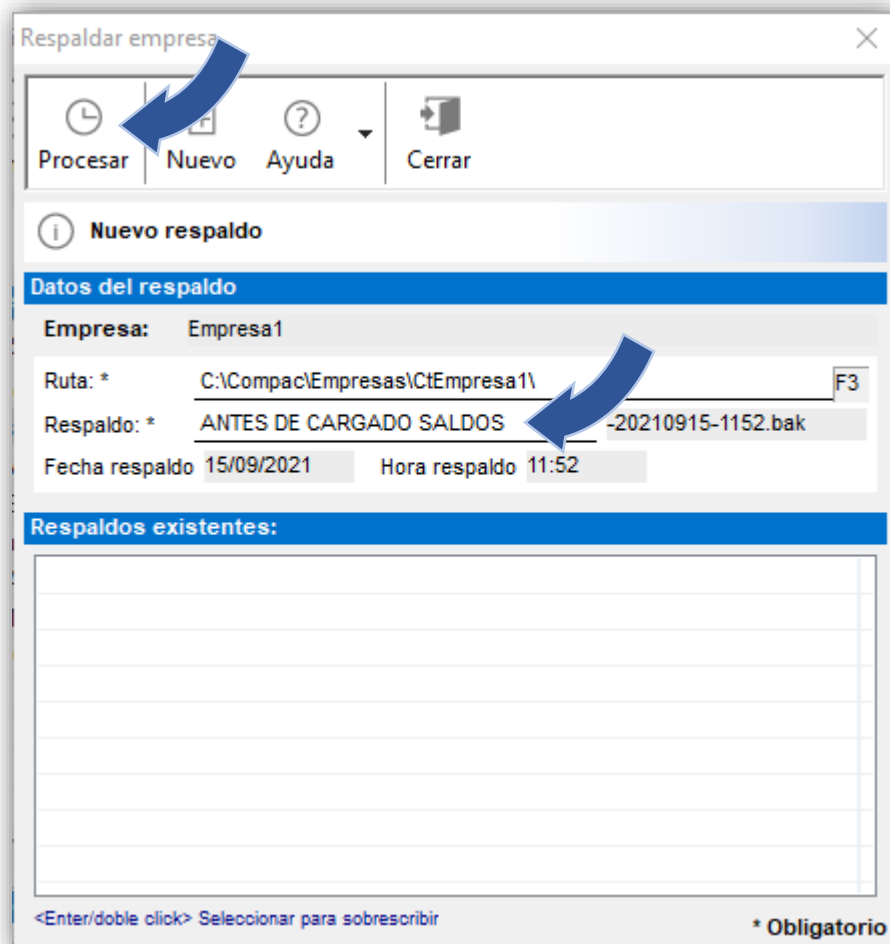 Respaldar empresa
Procesar Nuevo Ayuda Cerrar
Nuevo respaldo
Datos del respaldo
Empresa: Empresa1
Ruta: * C:\Compac\Empresas\CtEmpresa1\ F3
Respaldo: * ANTES DE CARGADO SALDOS -20210915-1152.bak
Fecha respaldo 15/09/2021 Hora respaldo 11:52
Respaldos existentes:
<Enter/doble click> Seleccionar para sobrescribir
* Obligatorio